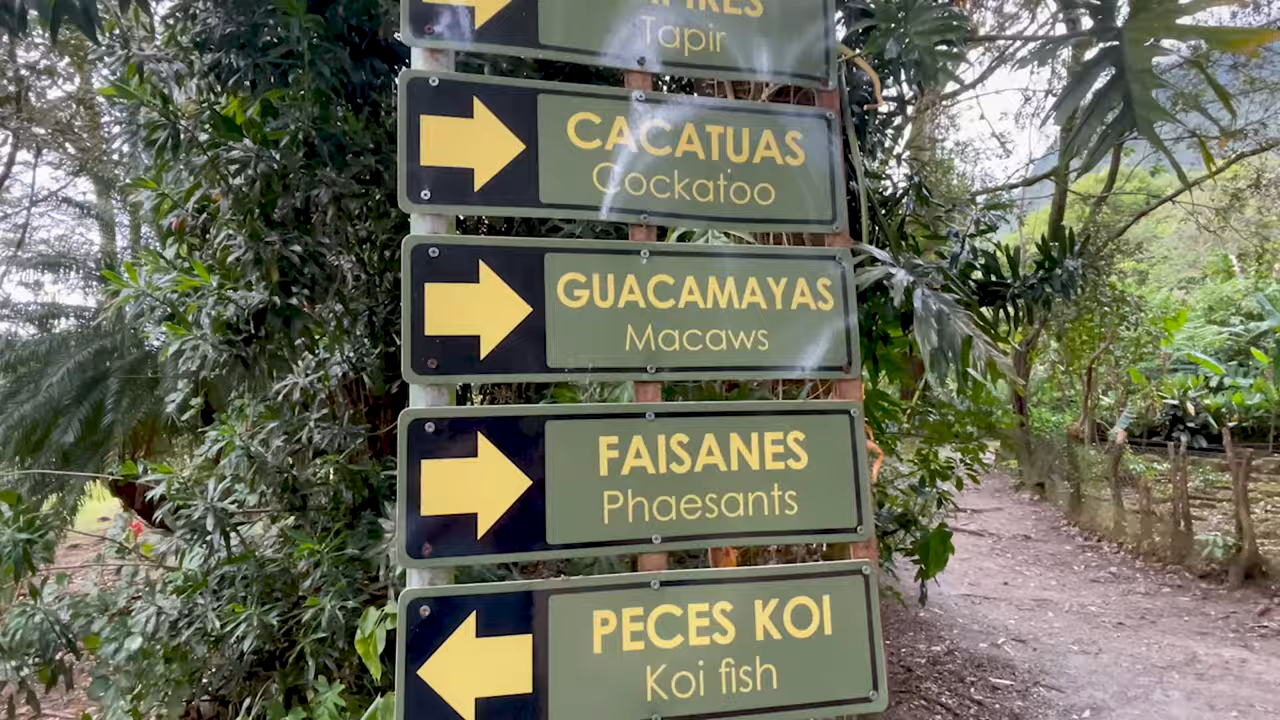 Tapir
CACATUAS
Cockatoo
GUACAMAYAS
Macaws
FAISANES
Phaesants
PECES KOI
Koi fish